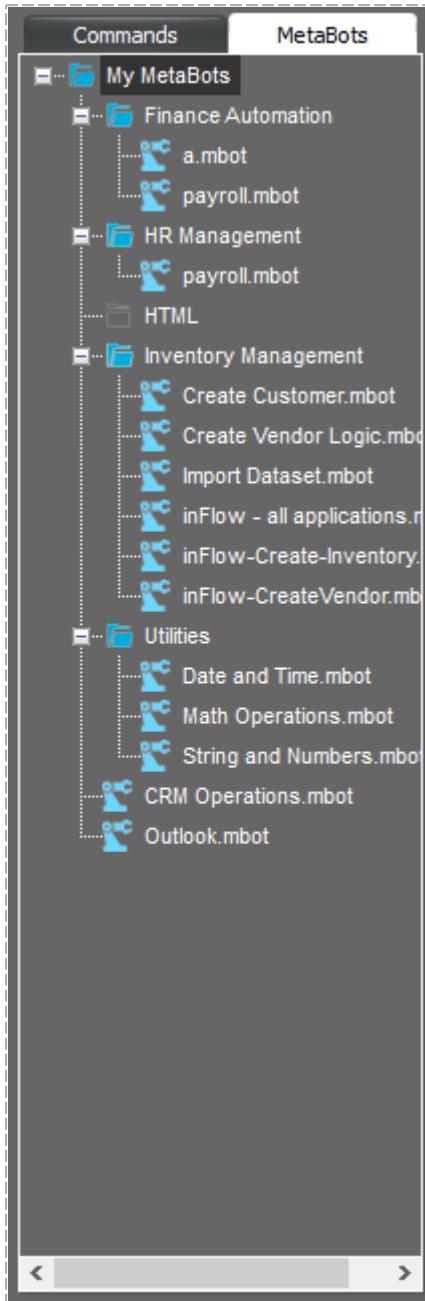 Commands MetaBots
My MetaBots
Finance Automation
a.mbot
payroll.mbot
HR Management
payroll.mbot
HTML
Inventory Management
Create Customer.mbot
Create Vendor Logic.mbo
Import Dataset.mbot
inFlow - all applications.r
inFlow-Create-Inventory.
inFlow-CreateVendor.mb
Utilities
Date and Time.mbot
Math Operations.mbot
String and Numbers.mbot
CRM Operations.mbot
Outlook.mbot